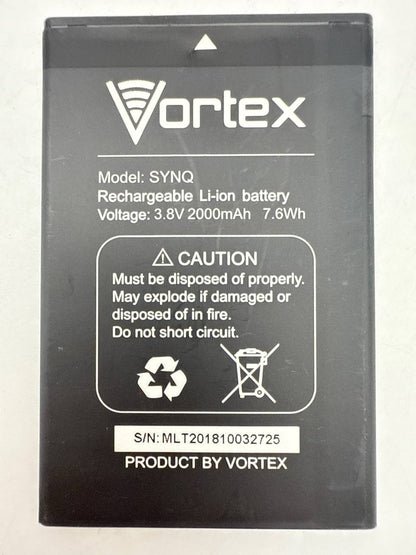 Vortex
Model: SYNQ
Rechargeable Li-ion battery
Voltage: 3.8V 2000mAh 7.6Wh
CAUTION
Must be disposed of properly.
May explode if damaged or
disposed of in fire.
Do not short circuit.
S/N: MLT201810032725
PRODUCT BY VORTEX